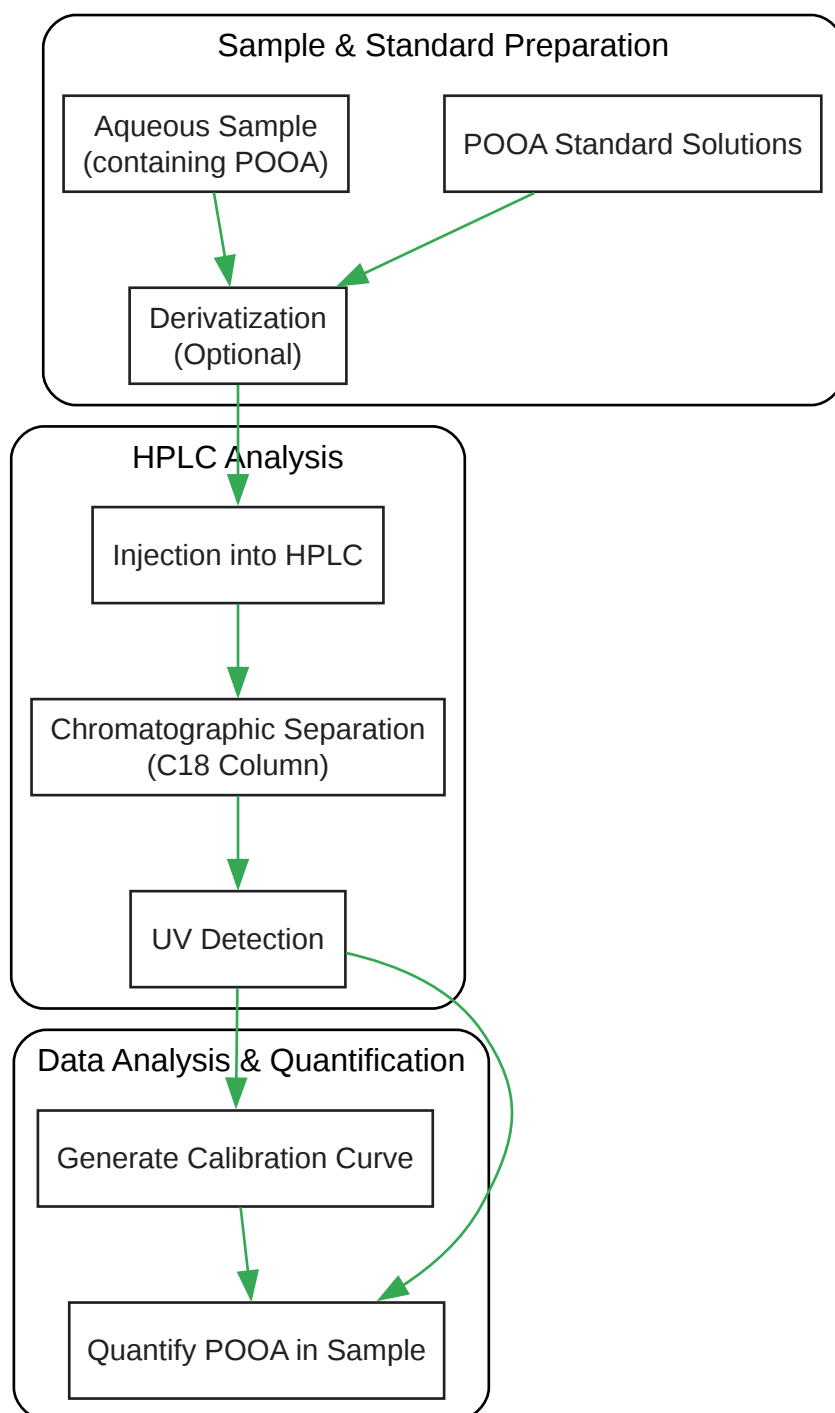 Sample & Standard Preparation
Aqueous Sample
(containing POOA)
POOA Standard Solutions
Derivatization
(Optional)
HPLC Analysis
Injection into HPLC
Chromatographic Separation
(C18 Column)
UV Detection
Data Analysis & Quantification
Generate Calibration Curve
Quantify POOA in Sample